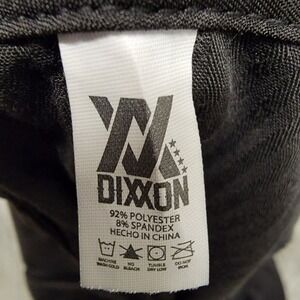 DIXXON
92% POLYESTER
8% SPANDEX
HECHO IN CHINA
MACHINE WASH COLD
NO BLEACH
TUMBLE DRY LOW
DO NOT IRON